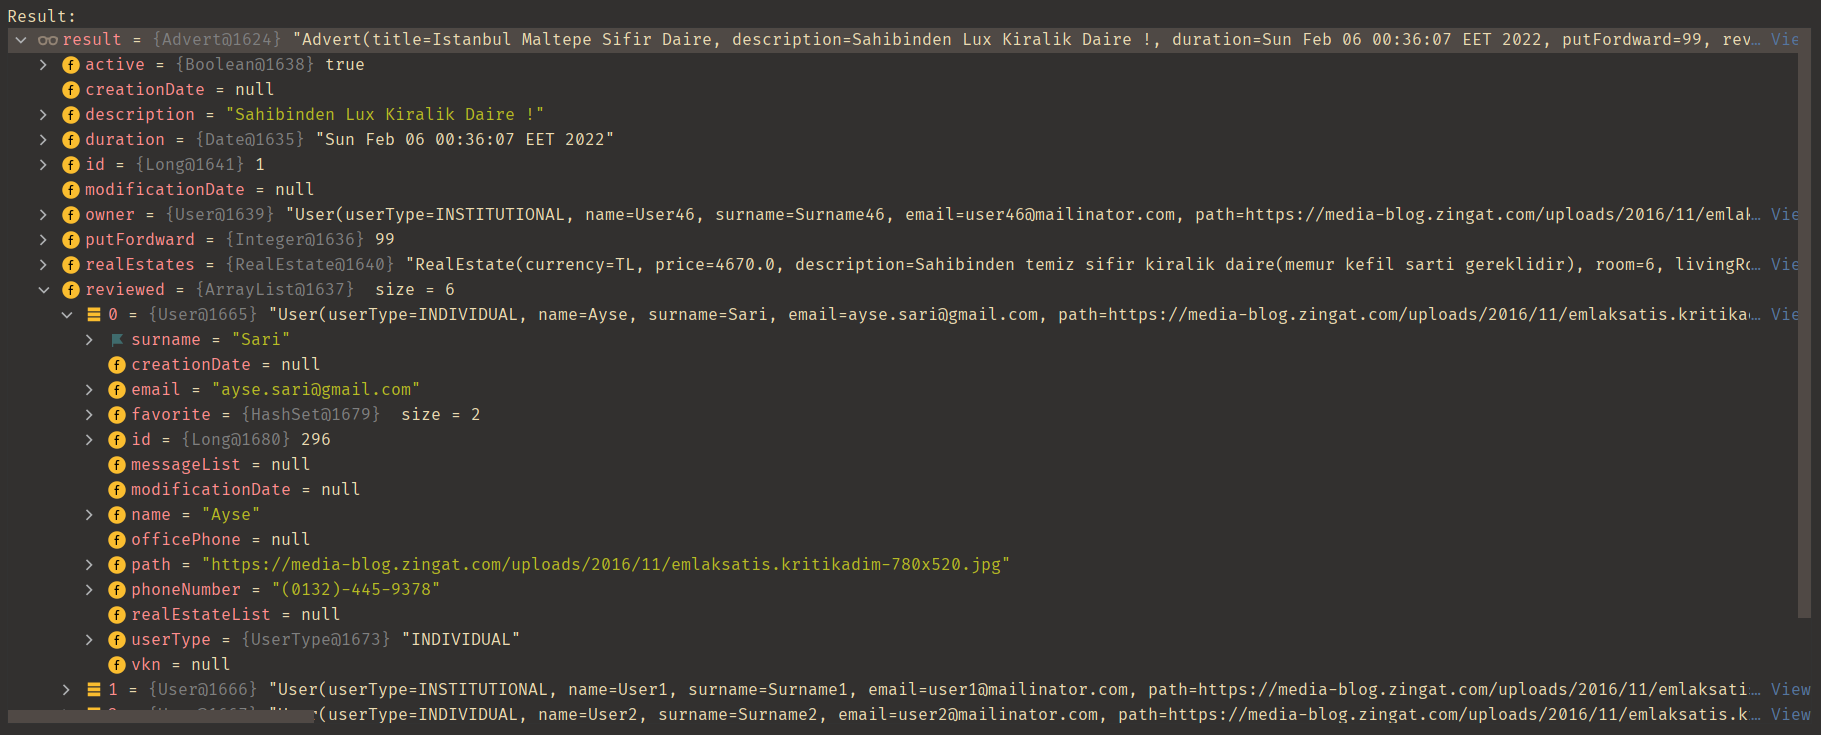 Result:
result = {Advert@1624} "Advert(title=Istanbul Maltepe Sifir Daire, description=Sahibinden Lux Kiralik Daire !, duration=Sun Feb 06 00:36:07 EET 2022, putFordward=99, rev... Vie
active = {Boolean@1638} true
creationDate = null
description = "Sahibinden Lux Kiralik Daire !"
duration = {Date@1635} "Sun Feb 06 00:36:07 EET 2022"
id = {Long@1641} 1
modificationDate = null
owner = {User@1639} "User(userType=INSTITUTIONAL, name=User46, surname=Surname46, email=user46@mailinator.com, path=https://media-blog.zingat.com/uploads/2016/11/emlak... Vie
putFordward = {Integer@1636} 99
realEstates = {RealEstate@1640} "RealEstate(currency=TL, price=4670.0, description=Sahibinden temiz sifir kiralik daire(memur kefil sarti gereklidir), room=6, livingRo... Vie
reviewed = {ArrayList@1637} size = 6
0 = {User@1665} "User(userType=INDIVIDUAL, name=Ayse, surname=Sari, email=ayse.sari@gmail.com, path=https://media-blog.zingat.com/uploads/2016/11/emlaksatis.kritika... Vie
surname = "Sari"
creationDate = null
email = "ayse.sari@gmail.com"
favorite = {HashSet@1679} size = 2
id = {Long@1680} 296
messageList = null
modificationDate = null
name = "Ayse"
officePhone = null
path = "https://media-blog.zingat.com/uploads/2016/11/emlaksatis.kritikadim-780x520.jpg"
phoneNumber = "(0132)-445-9378"
realEstateList = null
userType = {UserType@1673} "INDIVIDUAL"
vkn = null
1 = {User@1666} "User(userType=INSTITUTIONAL, name=User1, surname=Surname1, email=user1@mailinator.com, path=https://media-blog.zingat.com/uploads/2016/11/emlaksati... View
(userType=INDIVIDUAL, name=User2, surname=Surname2, email=user2@mailinator.com, path=https://media-blog.zingat.com/uploads/2016/11/emlaksatis.k... View